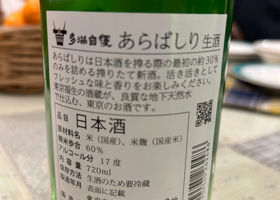 多満自慢 あらばしり 生酒
あらばしりは日本酒を搾る際の最初の約30%
のみを詰める搾りたて新酒。活き活きとして
フレッシュな味と香りをお楽しみください。
東京福生の酒蔵が、良質な地下天然水
で仕込む、東京のお酒です。
品目 日本酒
原材料名 米(国産)、米麹(国産米)
精米歩合 60%
アルコール分 17度
内容量 720ml
保存方法 生酒のため要冷蔵
製造年月 表面に記載